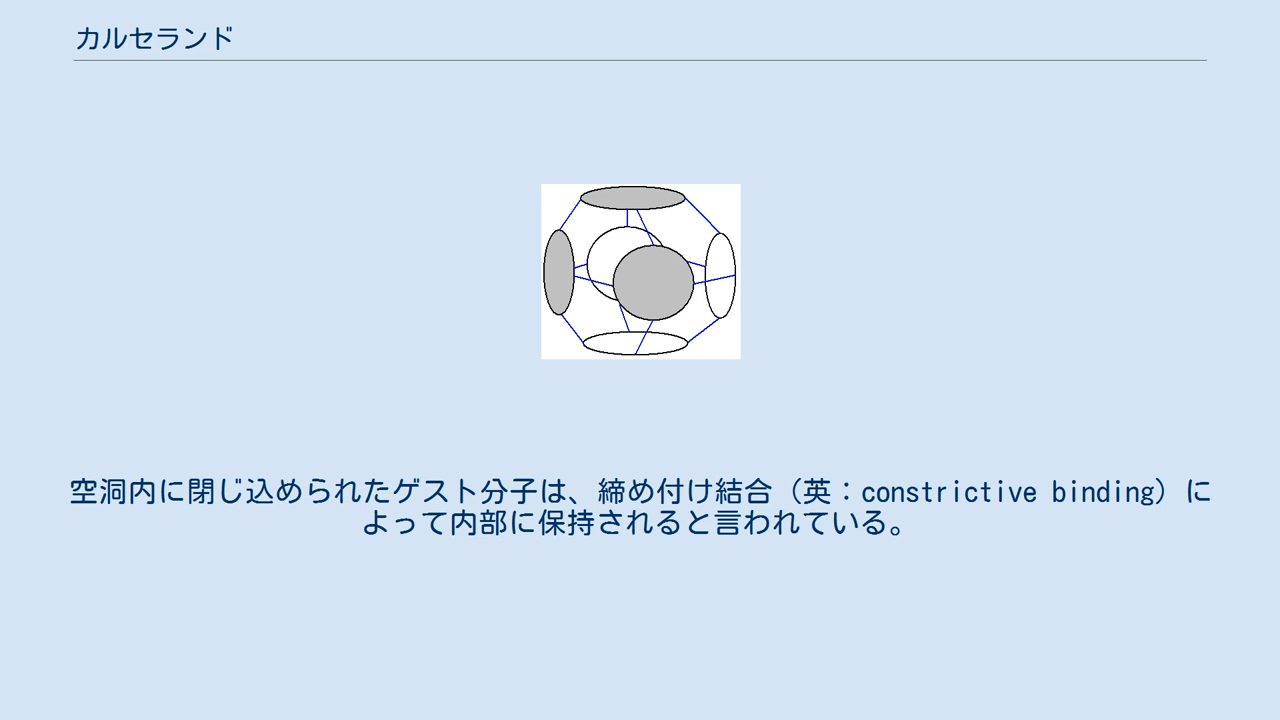 カルセランド
空洞内に閉じ込められたゲスト分子は、締め付け結合（英：constrictive binding）に
よって内部に保持されると言われている。